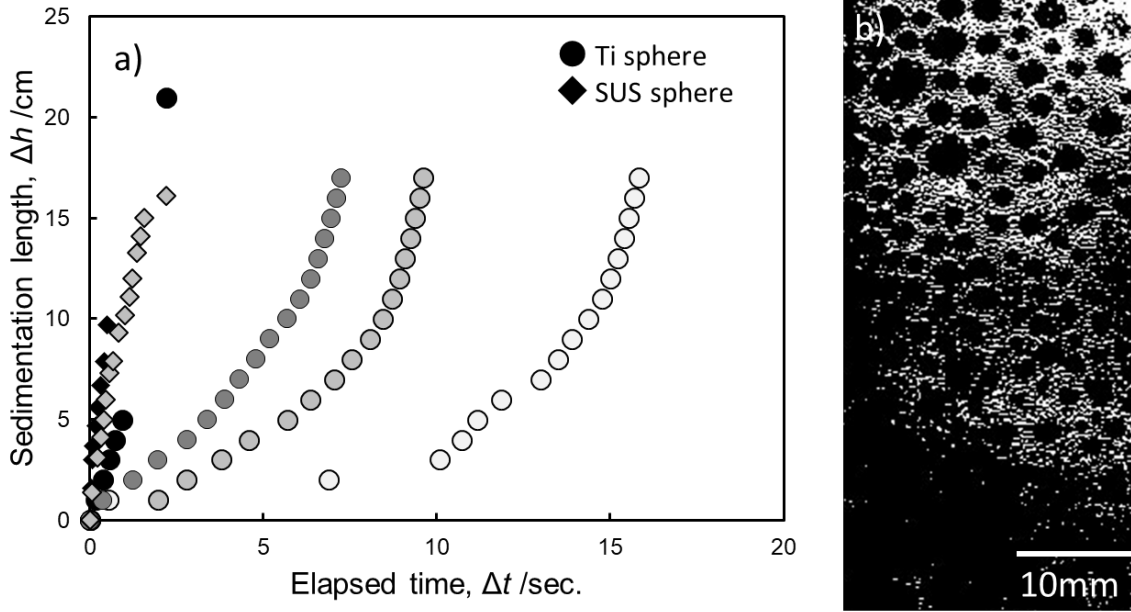 25
20
15
10
5
0
0
5
10
15
20
Sedimentation length, Δh /cm
Elapsed time, Δt /sec.
a)
Ti sphere
SUS sphere
b)
10mm